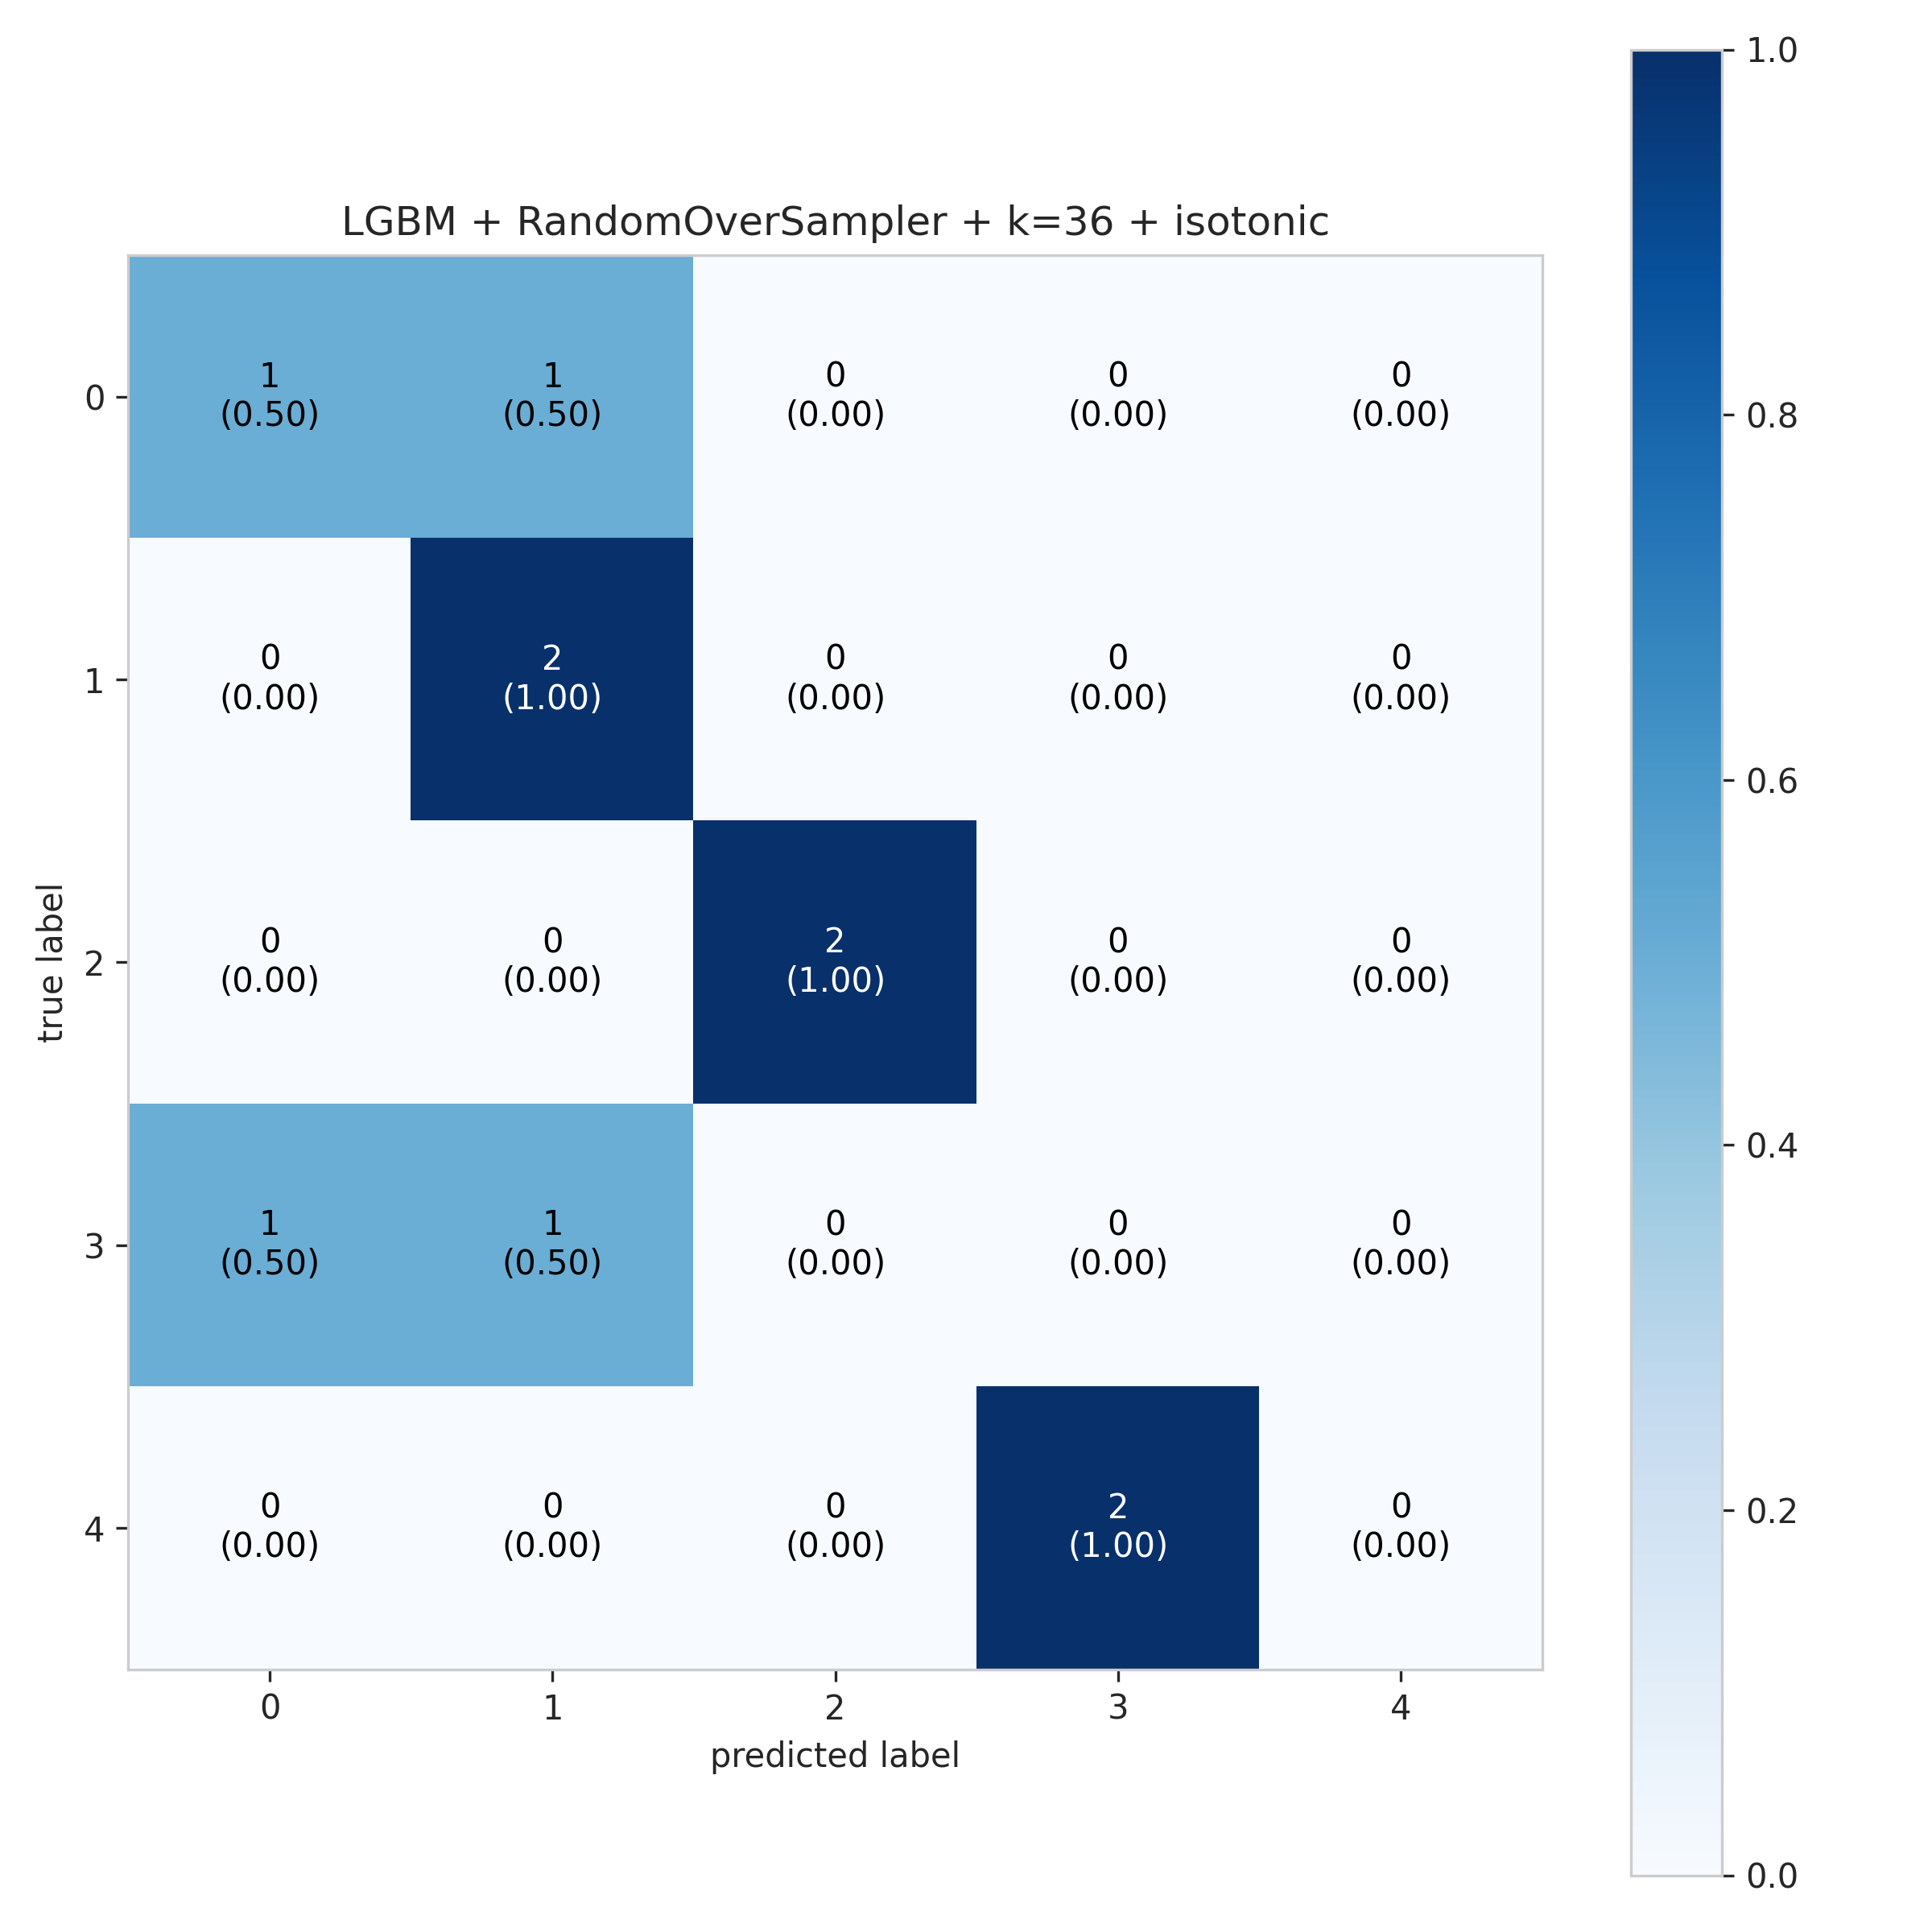 LGBM + RandomOverSampler + k=36 + isotonic
1.0
0.8
0.6
0.4
0.2
0.0
true label
0
1
2
3
4
1 1 0 0 0
(0.50) (0.50) (0.00) (0.00) (0.00)
0 2 0 0 0
(0.00) (1.00) (0.00) (0.00) (0.00)
0 0 2 0 0
(0.00) (0.00) (1.00) (0.00) (0.00)
1 1 0 0 0
(0.50) (0.50) (0.00) (0.00) (0.00)
0 0 0 2 0
(0.00) (0.00) (0.00) (1.00) (0.00)
0 1 2 3 4
predicted label